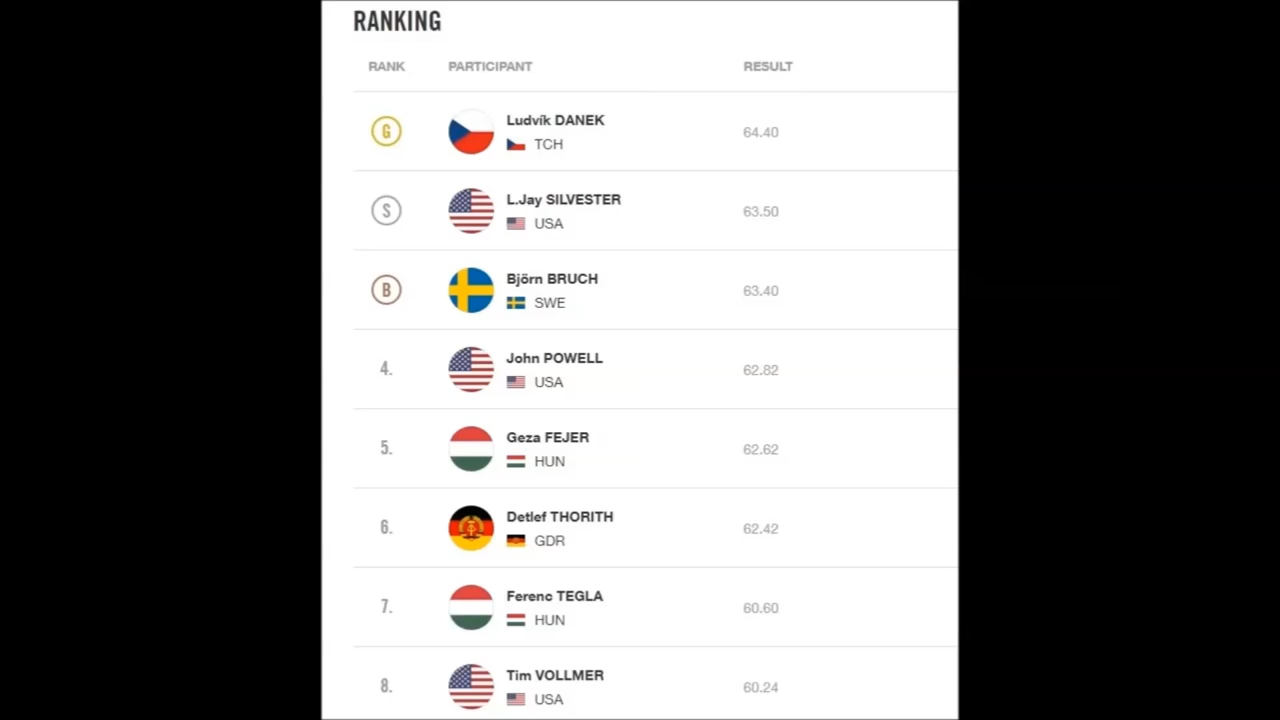 RANKING
RANK PARTICIPANT RESULT
G Ludvík DANEK 64.40
TCH
S L.Jay SILVESTER 63.50
USA
B Björn BRUCH 63.40
SWE
4. John POWELL 62.82
USA
5. Geza FEJER 62.62
HUN
6. Detlef THORITH 62.42
GDR
7. Ferenc TEGLA 60.60
HUN
8. Tim VOLLMER 60.24
USA